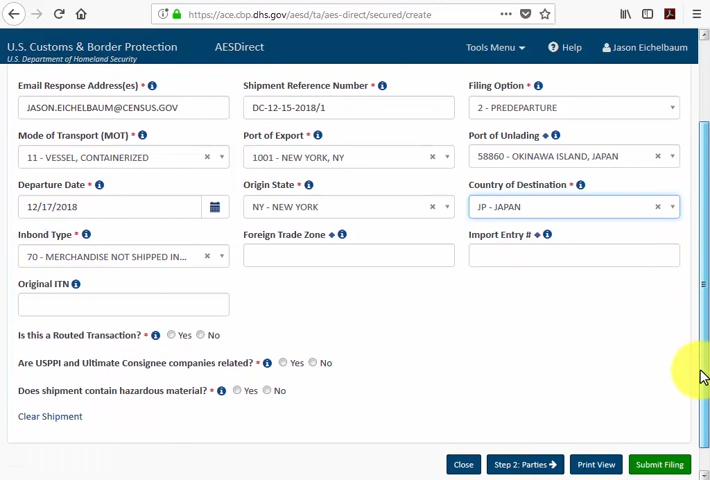 https://ace.cbp.dhs.gov/aesd/ta/aes-direct/secured/create
U.S. Customs & Border Protection
U.S. Department of Homeland Security
AESDirect
Tools Menu
Help
Jason Eichelbaum
Email Response Address(es) *
Shipment Reference Number *
Filing Option *
JASON.EICHELBAUM@CENSUS.GOV
DC-12-15-2018/1
2 - PREDEPARTURE
Mode of Transport (MOT) *
Port of Export *
Port of Unlading
11 - VESSEL, CONTAINERIZED
1001 - NEW YORK, NY
58860 - OKINAWA ISLAND, JAPAN
Departure Date *
Origin State *
Country of Destination *
12/17/2018
NY - NEW YORK
JP - JAPAN
Inbond Type *
Foreign Trade Zone
Import Entry #
70 - MERCHANDISE NOT SHIPPED IN...
Original ITN
Is this a Routed Transaction? * Yes No
Are USPPI and Ultimate Consignee companies related? * Yes No
Does shipment contain hazardous material? * Yes No
Clear Shipment
Close
Step 2: Parties
Print View
Submit Filing